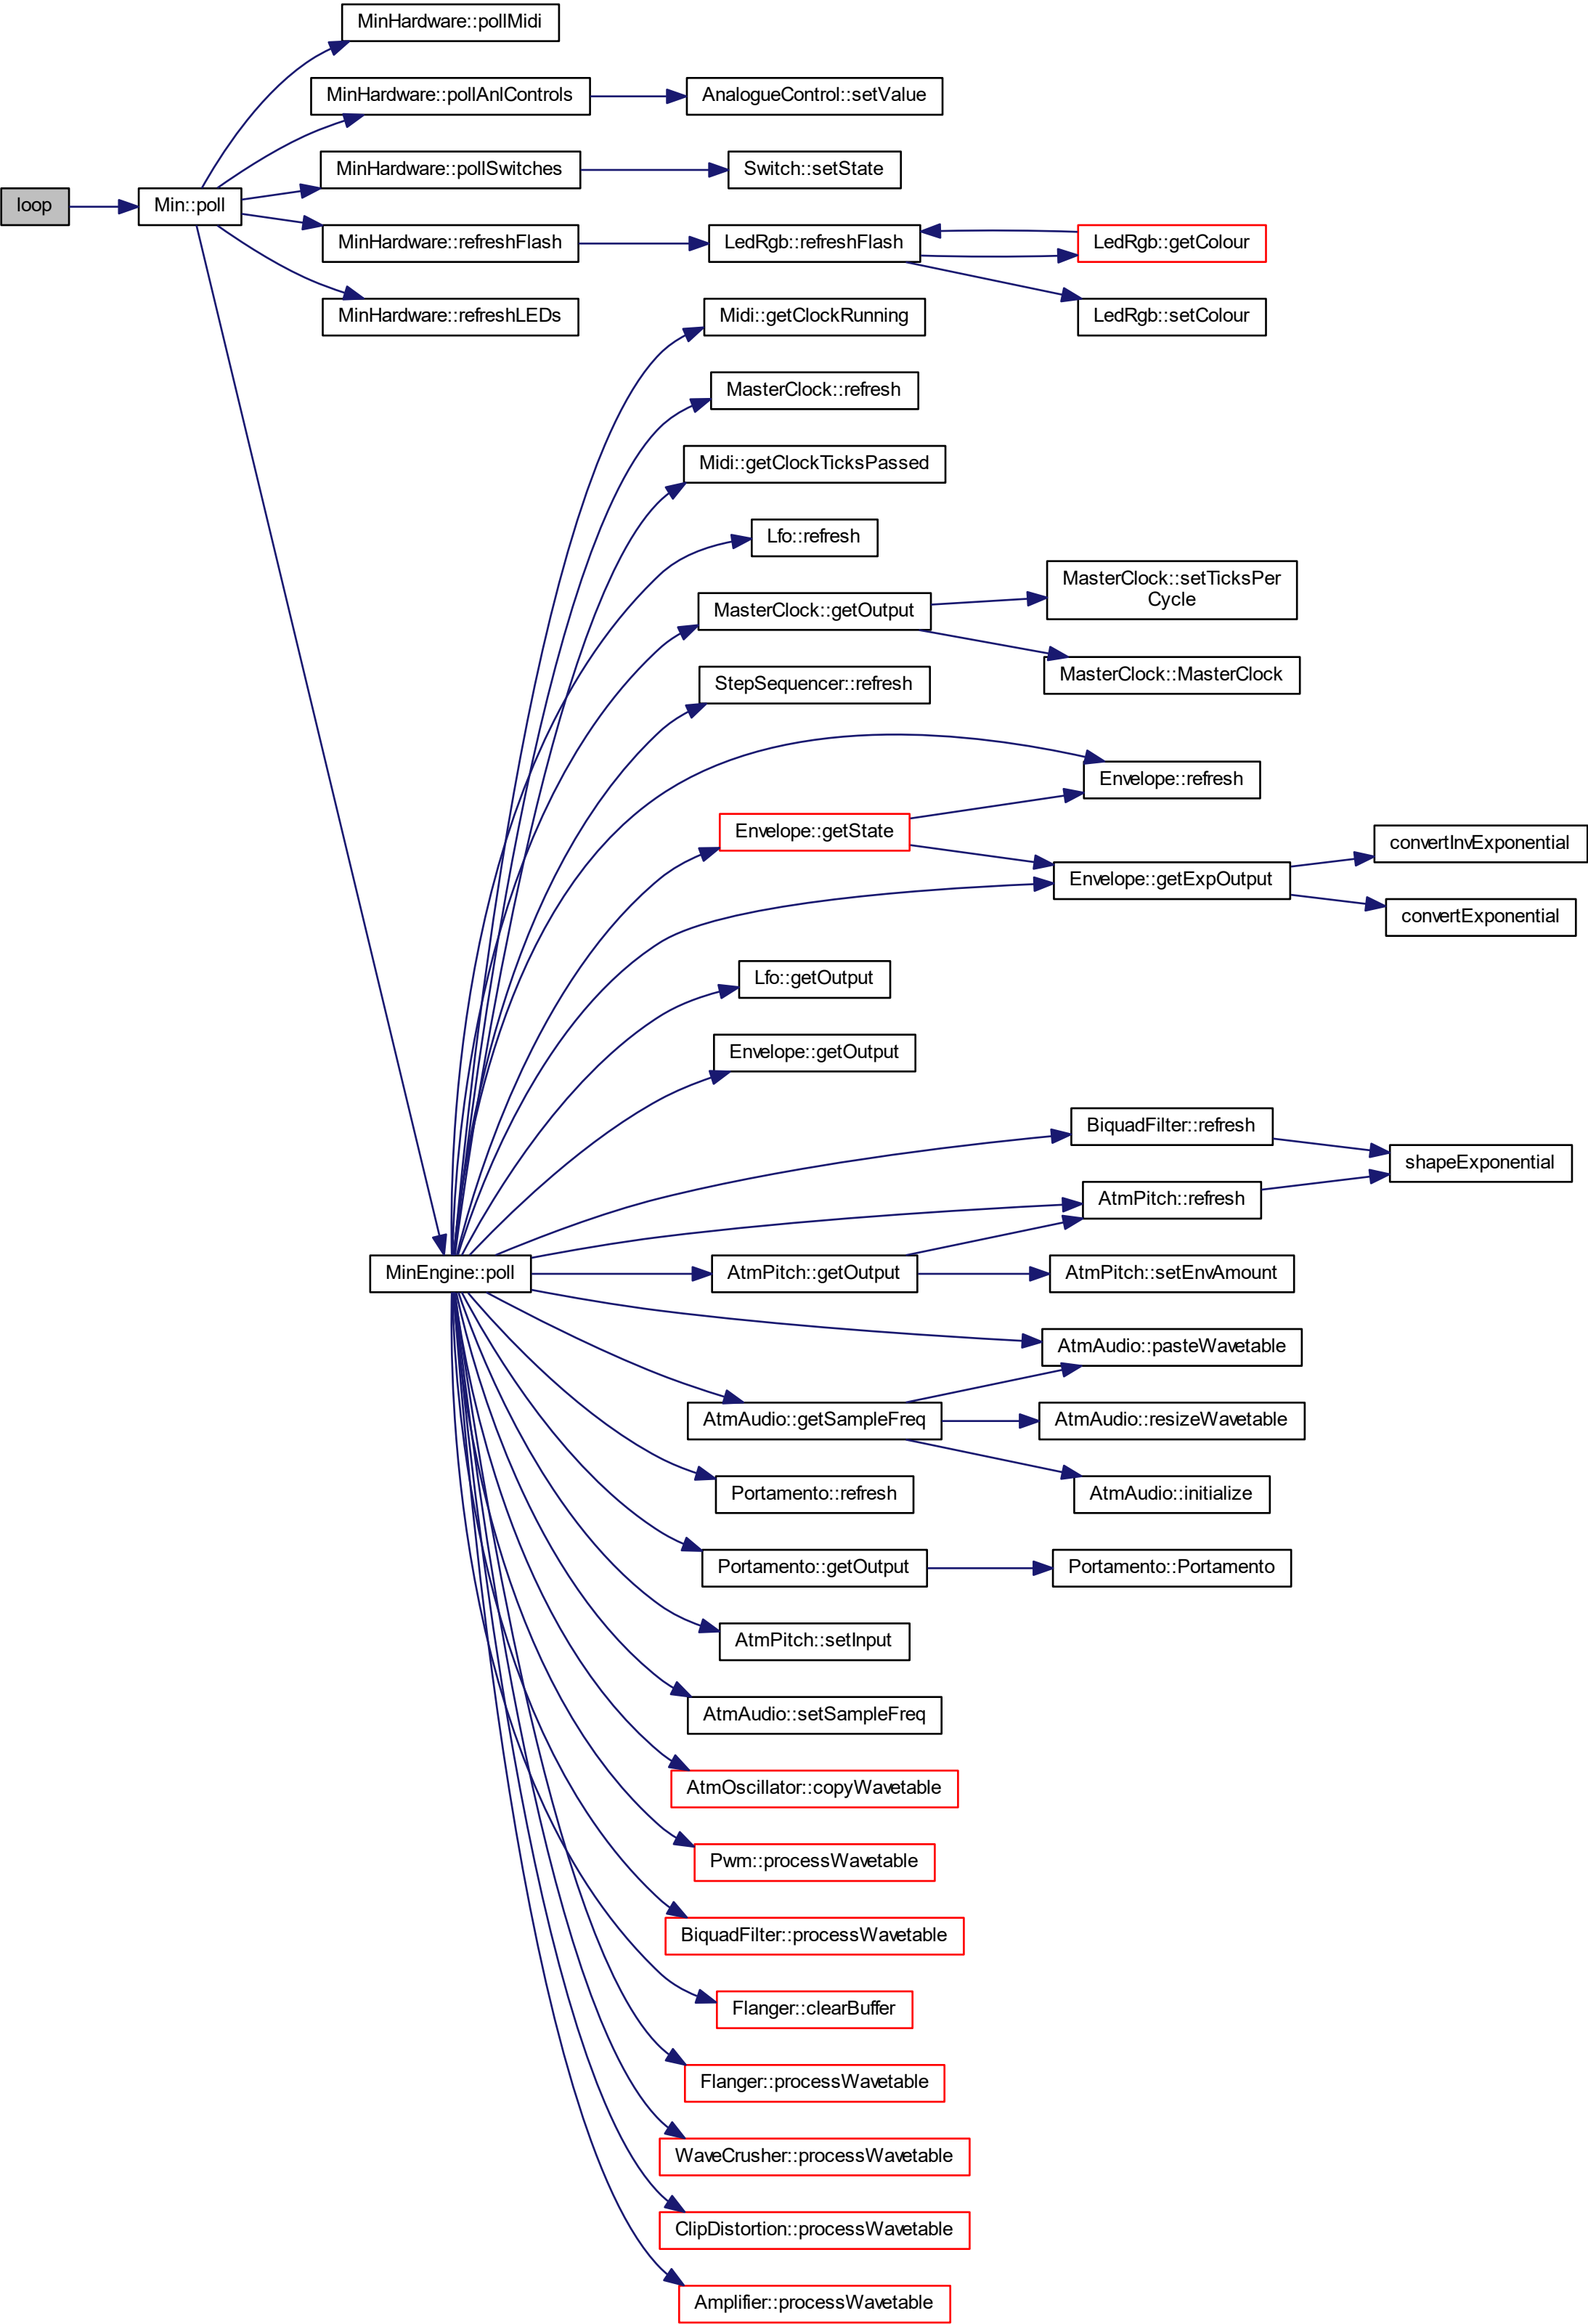 MinHardware::pollMidi
MinHardware::pollAnlControls
AnalogueControl::setValue
MinHardware::pollSwitches
Switch::setState
loop
Min::poll
MinHardware::refreshFlash
LedRgb::refreshFlash
LedRgb::getColour
MinHardware::refreshLEDs
Midi::getClockRunning
LedRgb::setColour
MasterClock::refresh
Midi::getClockTicksPassed
Lfo::refresh
MasterClock::setTicksPer
Cycle
MasterClock::getOutput
MasterClock::MasterClock
StepSequencer::refresh
Envelope::refresh
Envelope::getState
convertInvExponential
Envelope::getExpOutput
convertExponential
Lfo::getOutput
Envelope::getOutput
BiquadFilter::refresh
shapeExponential
AtmPitch::refresh
MinEngine::poll
AtmPitch::getOutput
AtmPitch::setEnvAmount
AtmAudio::pasteWavetable
AtmAudio::getSampleFreq
AtmAudio::resizeWavetable
Portamento::refresh
AtmAudio::initialize
Portamento::getOutput
Portamento::Portamento
AtmPitch::setInput
AtmAudio::setSampleFreq
AtmOscillator::copyWavetable
Pwm::processWavetable
BiquadFilter::processWavetable
Flanger::clearBuffer
Flanger::processWavetable
WaveCrusher::processWavetable
ClipDistortion::processWavetable
Amplifier::processWavetable